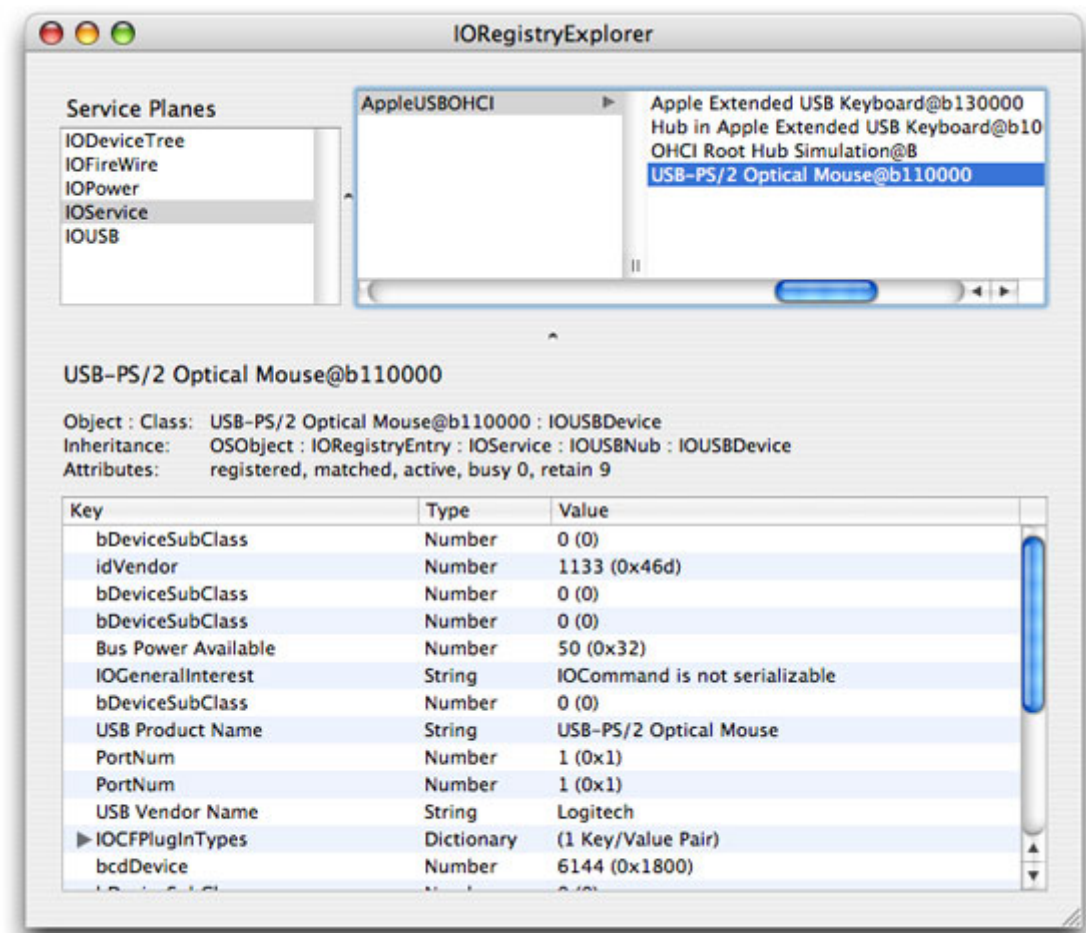 IORegistryExplorer
Service Planes
IODeviceTree
IOFireWire
IOPower
IOService
IOUSB
AppleUSBOHCI
Apple Extended USB Keyboard@b130000
Hub in Apple Extended USB Keyboard@b10
OHCI Root Hub Simulation@B
USB-PS/2 Optical Mouse@b110000
USB-PS/2 Optical Mouse@b110000
Object : Class: USB-PS/2 Optical Mouse@b110000 : IOUSBDevice
Inheritance: OSObject : IORegistryEntry : IOService : IOUSBNub : IOUSBDevice
Attributes: registered, matched, active, busy 0, retain 9
Key Type Value
bDeviceSubClass Number 0 (0)
idVendor Number 1133 (0x46d)
bDeviceSubClass Number 0 (0)
bDeviceSubClass Number 0 (0)
Bus Power Available Number 50 (0x32)
IOGeneralInterest String IOCommand is not serializable
bDeviceSubClass Number 0 (0)
USB Product Name String USB-PS/2 Optical Mouse
PortNum Number 1 (0x1)
PortNum Number 1 (0x1)
USB Vendor Name String Logitech
IOCFPlugInTypes Dictionary (1 Key/Value Pair)
bcdDevice Number 6144 (0x1800)